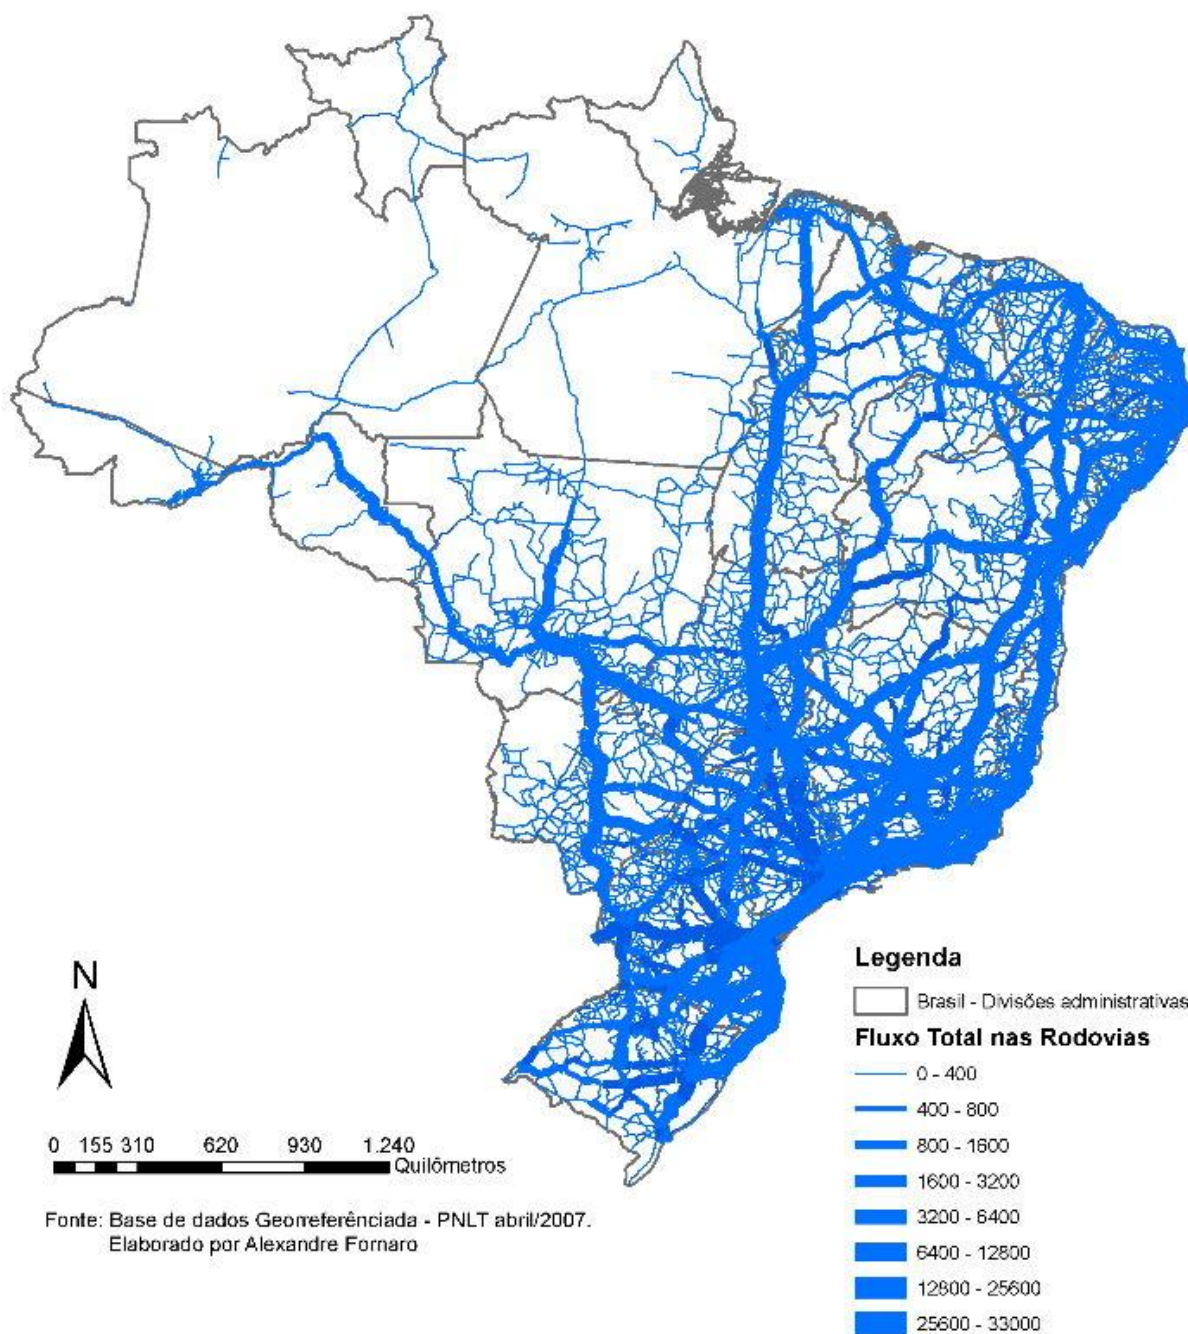 N
0 155 310 620 930 1.240
Quilômetros
Fonte: Base de dados Georreferênciada - PNLT abril/2007.
Elaborado por Alexandre Fornaro
Legenda
Brasil - Divisões administrativas
Fluxo Total nas Rodovias
0 - 400
400 - 800
800 - 1600
1600 - 3200
3200 - 6400
6400 - 12800
12800 - 25600
25600 - 33000